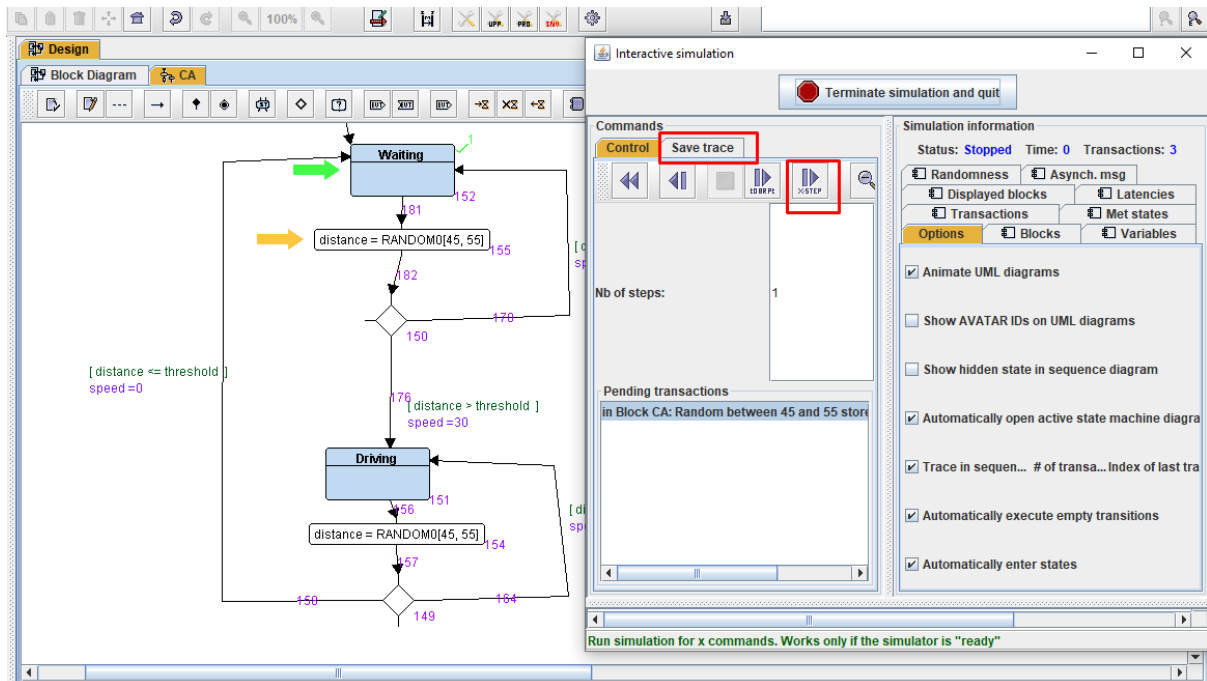 100%
UPP.
PRO.
INV.
Design
Block Diagram
CA
Waiting
1
152
181
distance = RANDOM0[45, 55]
155
182
170
150
[ distance <= threshold ]
speed =0
176
[ distance > threshold ]
speed =30
Driving
151
156
distance = RANDOM0[45, 55]
154
157
150
164
149
Interactive simulation
Terminate simulation and quit
Commands
Control
Save trace
X-STEP
Nb of steps:
1
Pending transactions
in Block CA: Random between 45 and 55 store
Simulation information
Status: Stopped Time: 0 Transactions: 3
Randomness
Asynch. msg
Displayed blocks
Latencies
Transactions
Met states
Options
Blocks
Variables
Animate UML diagrams
Show AVATAR IDs on UML diagrams
Show hidden state in sequence diagram
Automatically open active state machine diagra
Trace in sequen... # of transa... Index of last tra
Automatically execute empty transitions
Automatically enter states
Run simulation for x commands. Works only if the simulator is "ready"